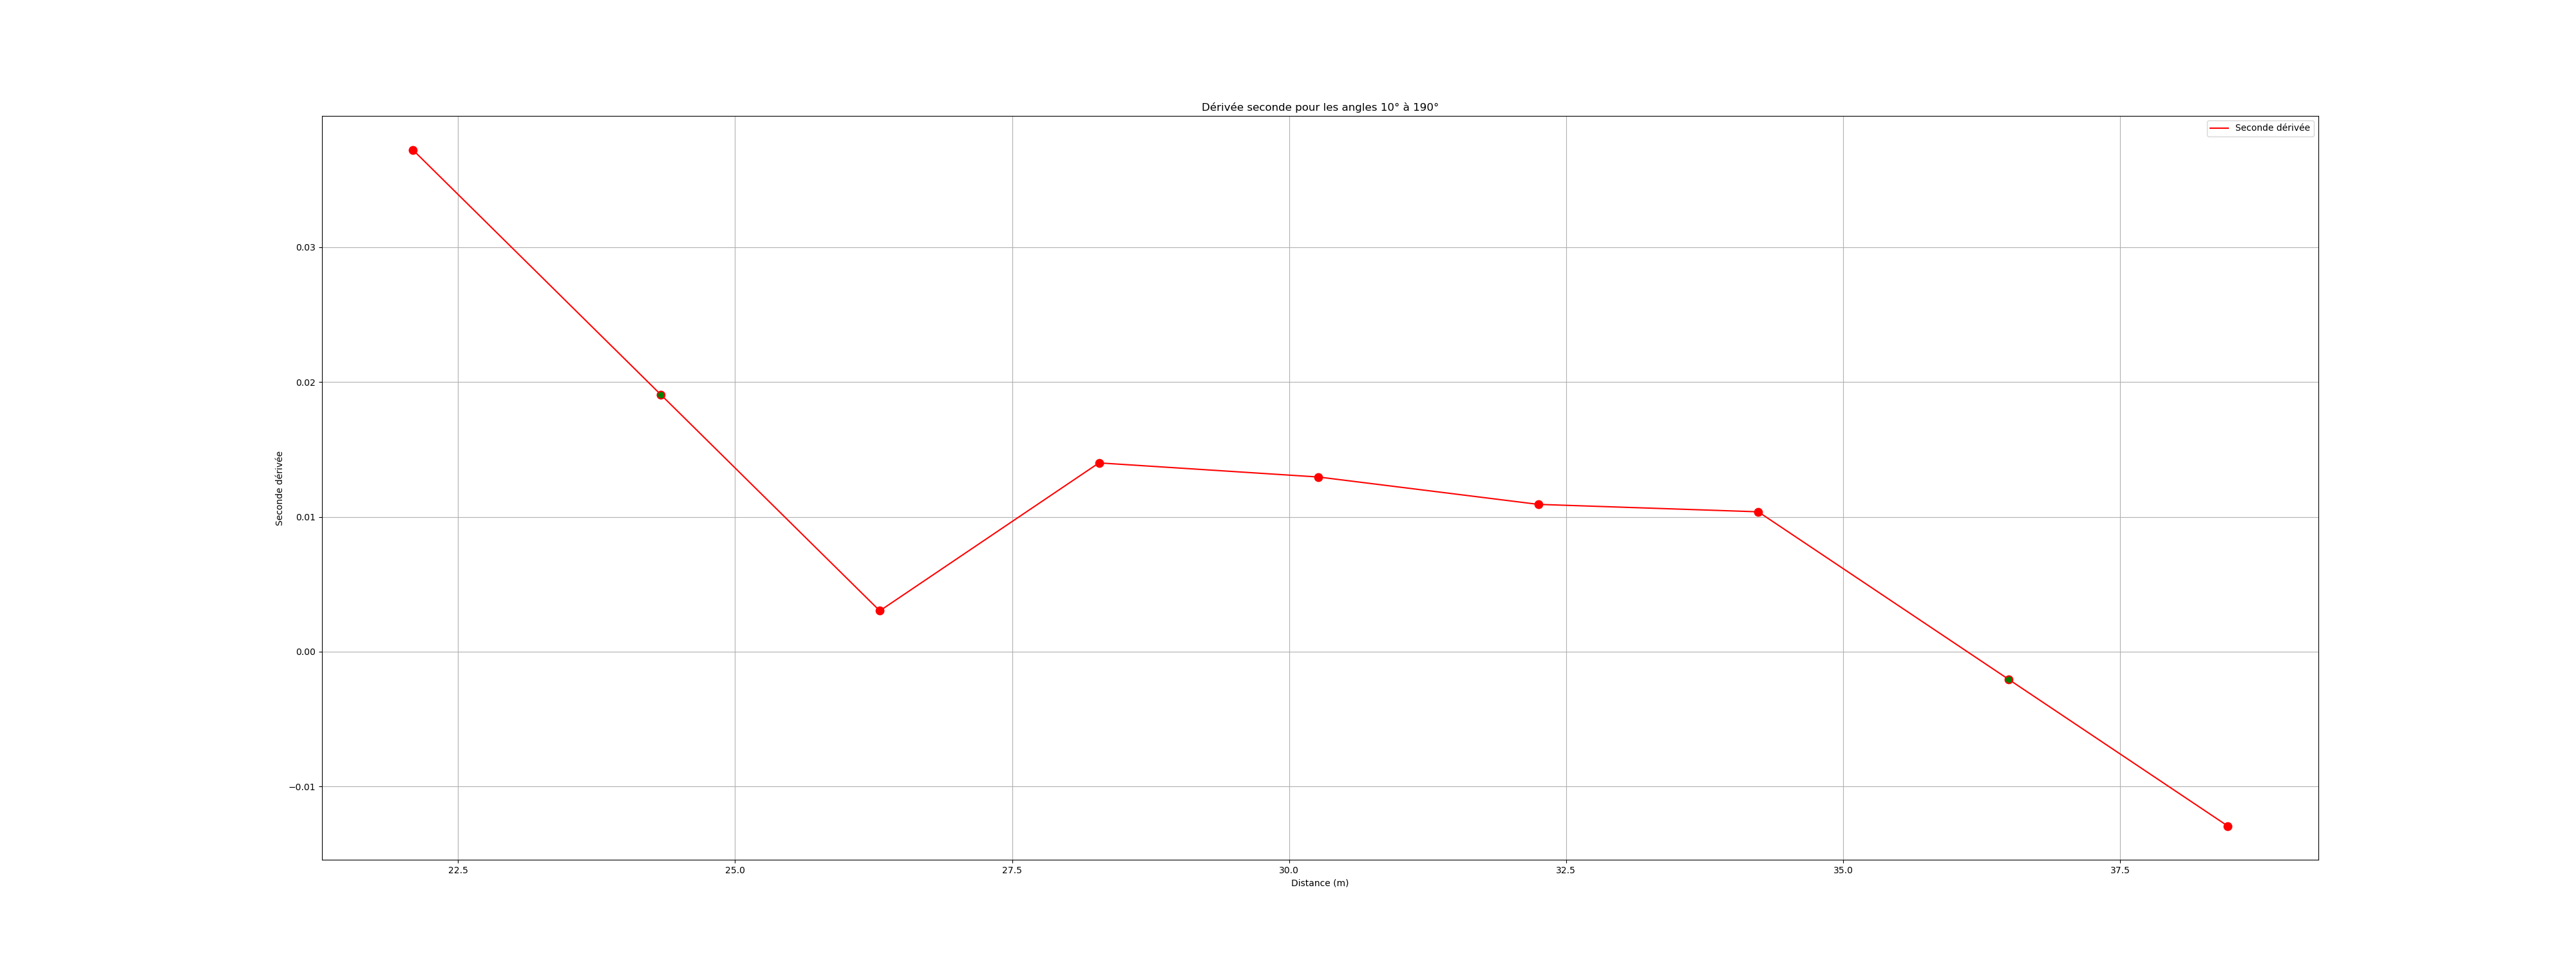 Dérivée seconde pour les angles 10° à 190°
Seconde dérivée
0.03
0.02
0.01
0.00
−0.01
Seconde dérivée
22.5 25.0 27.5 30.0 32.5 35.0 37.5
Distance (m)